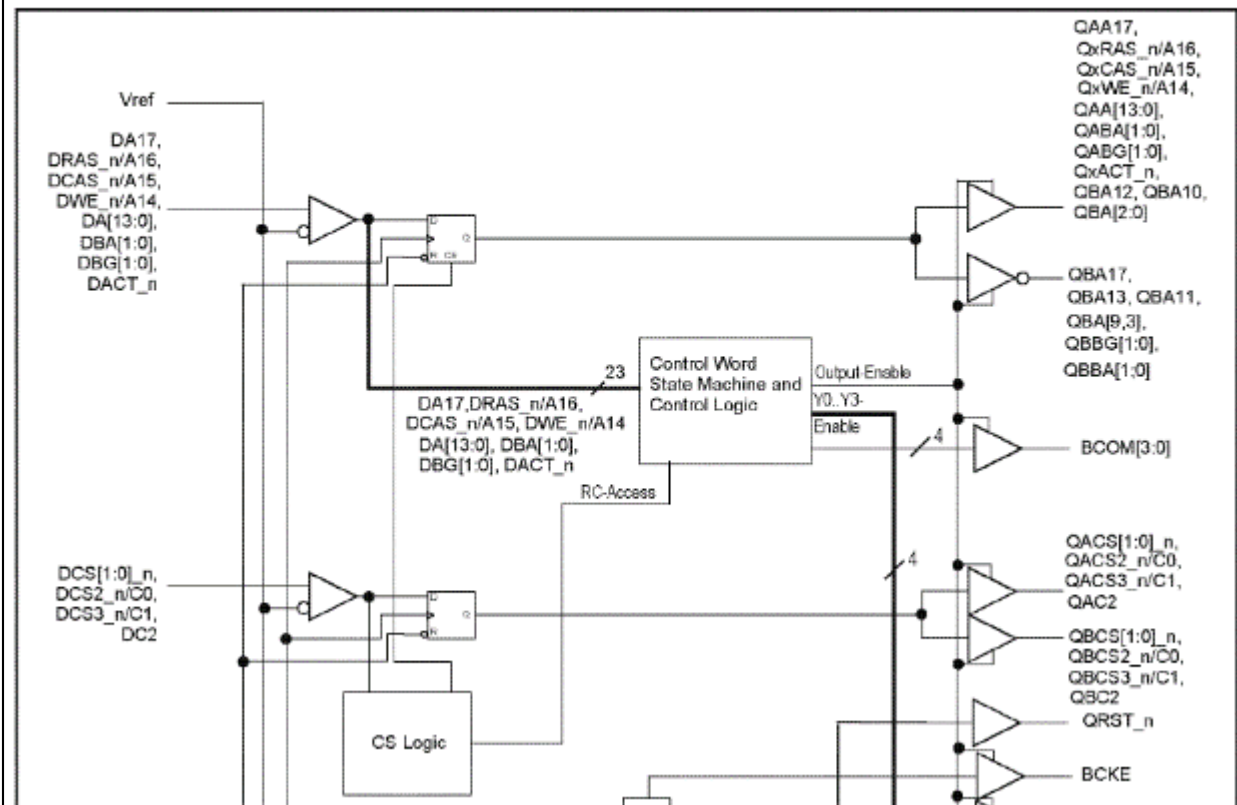 Vref
DA17,
DRAS_n/A16,
DCAS_n/A15,
DWE_n/A14,
DA[13:0],
DBA[1:0],
DBG[1:0],
DACT_n
D
Q
R CS
QAA17,
QxRAS_n/A16,
QxCAS_n/A15,
QxWE_n/A14,
QAA[13:0],
QABA[1:0],
QABG[1:0],
QxACT_n,
QBA12, QBA10,
QBA[2:0]
QBA17,
QBA13, QBA11,
QBA[9,3],
QBBG[1:0],
QBBA[1;0]
23
DA17,DRAS_n/A16,
DCAS_n/A15, DWE_n/A14
DA[13:0], DBA[1:0],
DBG[1:0], DACT_n
Control Word
State Machine and
Control Logic
Output-Enable
Y0..Y3-
Enable
4
BCOM[3:0]
RC-Access
4
DCS[1:0]_n,
DCS2_n/C0,
DCS3_n/C1,
DC2
D
Q
R
CS Logic
QACS[1:0]_n,
QACS2_n/C0,
QACS3_n/C1,
QAC2
QBCS[1:0]_n,
QBCS2_n/C0,
QBCS3_n/C1,
QBC2
QRST_n
BCKE